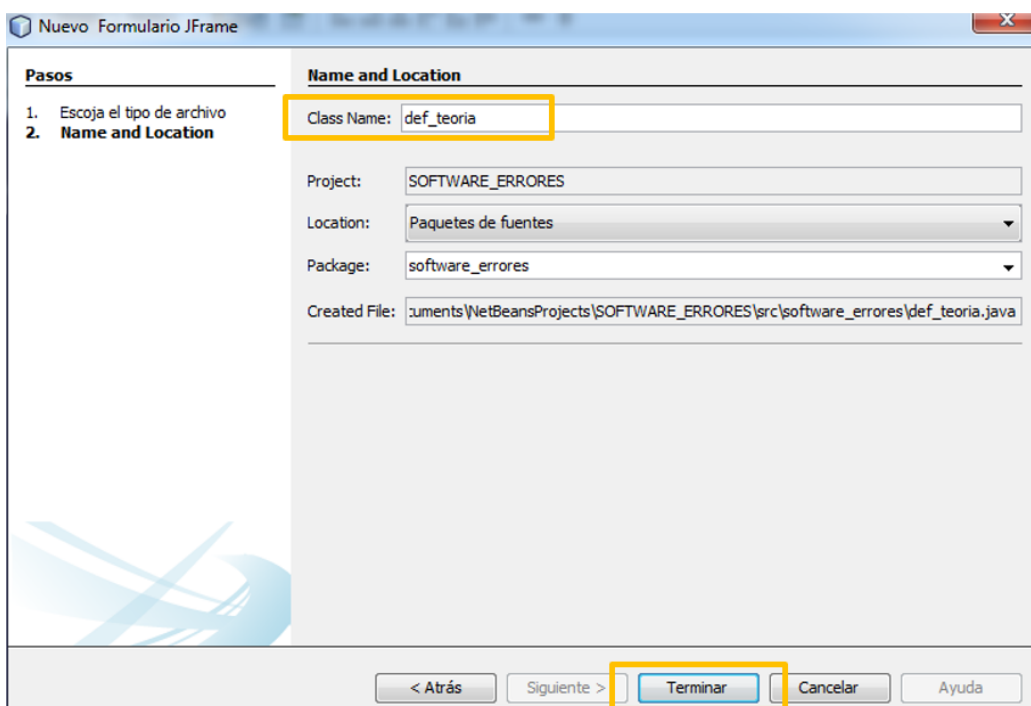 Nuevo Formulario JFrame
Pasos
1. Escoja el tipo de archivo
2. Name and Location
Name and Location
Class Name: def_teoria
Project: SOFTWARE_ERRORES
Location: Paquetes de fuentes
Package: software_errores
Created File: :uments\NetBeansProjects\SOFTWARE_ERRORES\src\software_errores\def_teoria.java
< Atrás Siguiente > Terminar Cancelar Ayuda